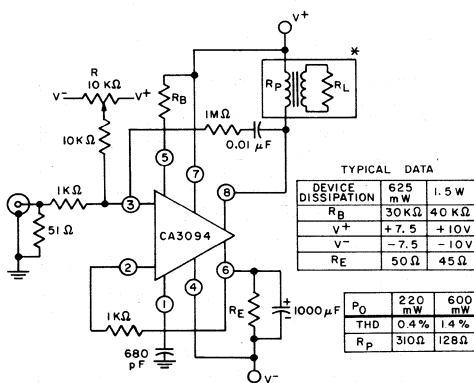 V+
*
R
10 KΩ
V−
V+
RB
RP
RL
1MΩ
0.01 μF
10KΩ
5
7
8
1KΩ
3
CA3094
51Ω
2
6
1
4
1KΩ
RE
1000μF
680
pF
V−
TYPICAL DATA
DEVICE DISSIPATION 625 mW 1.5 W
RB 30KΩ 40 KΩ
V+ +7.5 +10V
V− −7.5 −10V
RE 50Ω 45Ω
PO 220 mW 600 mW
THD 0.4% 1.4%
RP 310Ω 128Ω